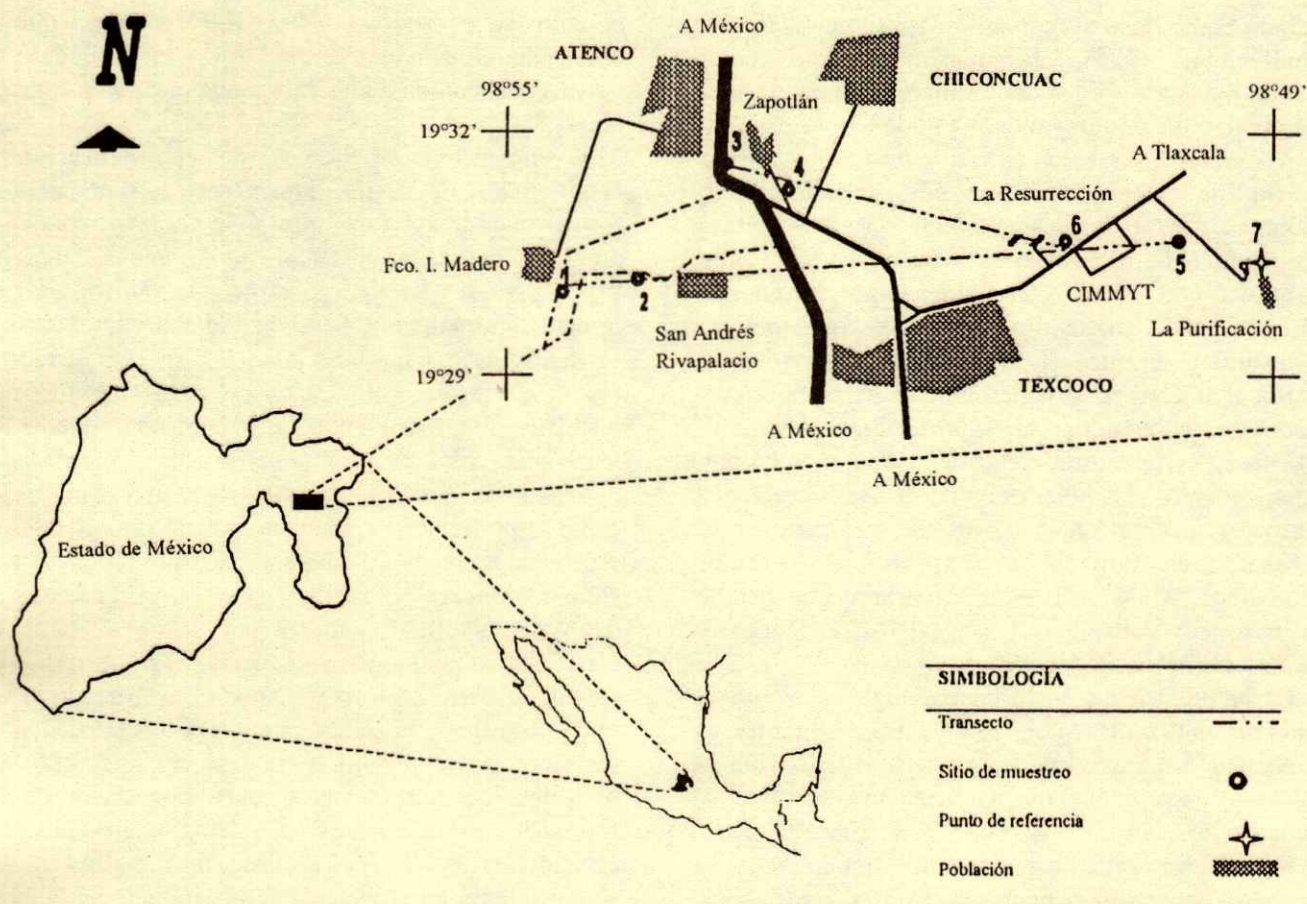 N
A México
ATENCO
CHICONCUAC
98°55'
98°49'
Zapotlán
19°32'
3
4
A Tlaxcala
La Resurrección
6
7
Fco. I. Madero
1
2
5
CIMMYT
San Andrés
Rivapalacio
La Purificación
19°29'
TEXCOCO
A México
A México
Estado de México
SIMBOLOGÍA
Transecto
Sitio de muestreo
Punto de referencia
Población